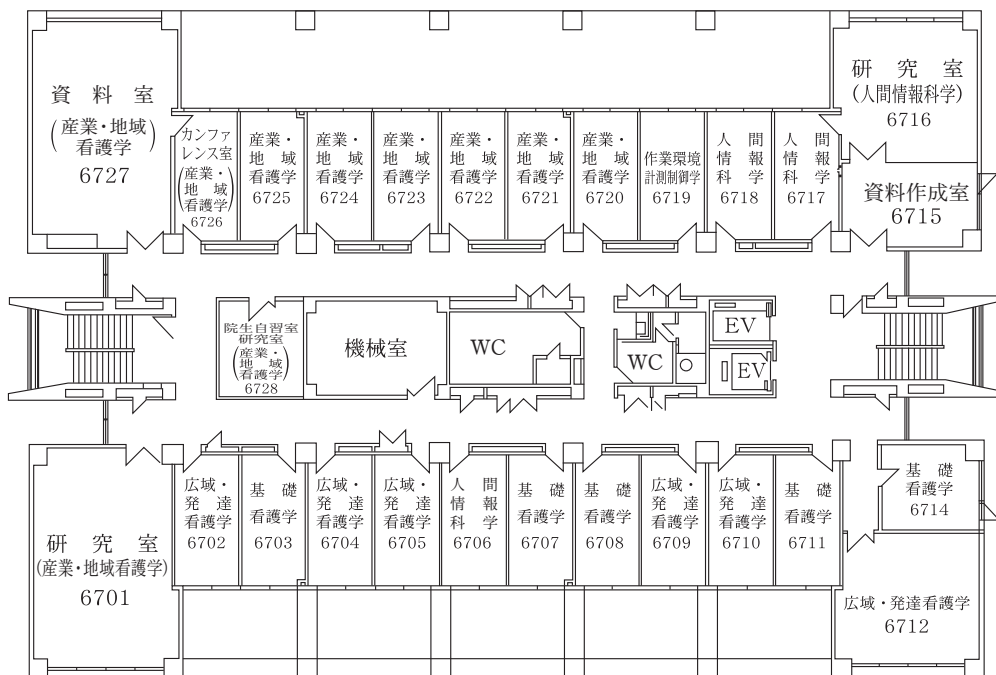 資料室
(産業・地域
看護学)
6727
カンファ
レンス室
(産業・
地域
看護学)
6726
産業・
地域
看護学
6725
産業・
地域
看護学
6724
産業・
地域
看護学
6723
産業・
地域
看護学
6722
産業・
地域
看護学
6721
産業・
地域
看護学
6720
作業環境
計測制御学
6719
人間
情報
科学
6718
人間
情報
科学
6717
研究室
(人間情報科学)
6716
資料作成室
6715
院生自習室
研究室
(産業・
地域
看護学)
6728
機械室
WC
WC
EV
EV
研究室
(産業・地域看護学)
6701
広域・
発達
看護学
6702
基礎
看護学
6703
広域・
発達
看護学
6704
広域・
発達
看護学
6705
人間
情報
科学
6706
基礎
看護学
6707
基礎
看護学
6708
広域・
発達
看護学
6709
広域・
発達
看護学
6710
基礎
看護学
6711
基礎
看護学
6714
広域・発達看護学
6712